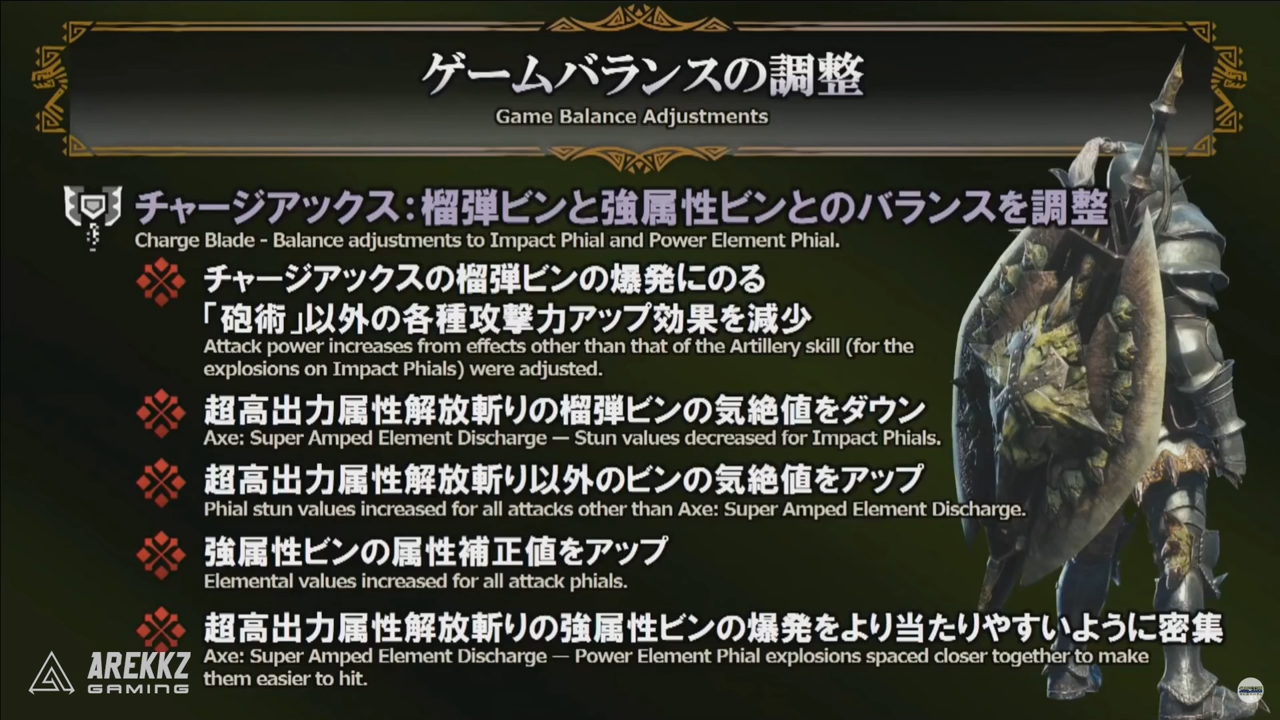 ゲームバランスの調整
Game Balance Adjustments
チャージアックス：榴弾ビンと強属性ビンとのバランスを調整
Charge Blade - Balance adjustments to Impact Phial and Power Element Phial.
チャージアックスの榴弾ビンの爆発にのる
「砲術」以外の各種攻撃力アップ効果を減少
Attack power increases from effects other than that of the Artillery skill (for the
explosions on Impact Phials) were adjusted.
超高出力属性解放斬りの榴弾ビンの気絶値をダウン
Axe: Super Amped Element Discharge — Stun values decreased for Impact Phials.
超高出力属性解放斬り以外のビンの気絶値をアップ
Phial stun values increased for all attacks other than Axe: Super Amped Element Discharge.
強属性ビンの属性補正値をアップ
Elemental values increased for all attack phials.
超高出力属性解放斬りの強属性ビンの爆発をより当たりやすいように密集
Axe: Super Amped Element Discharge — Power Element Phial explosions spaced closer together to make
them easier to hit.
AREKKZ
GAMING